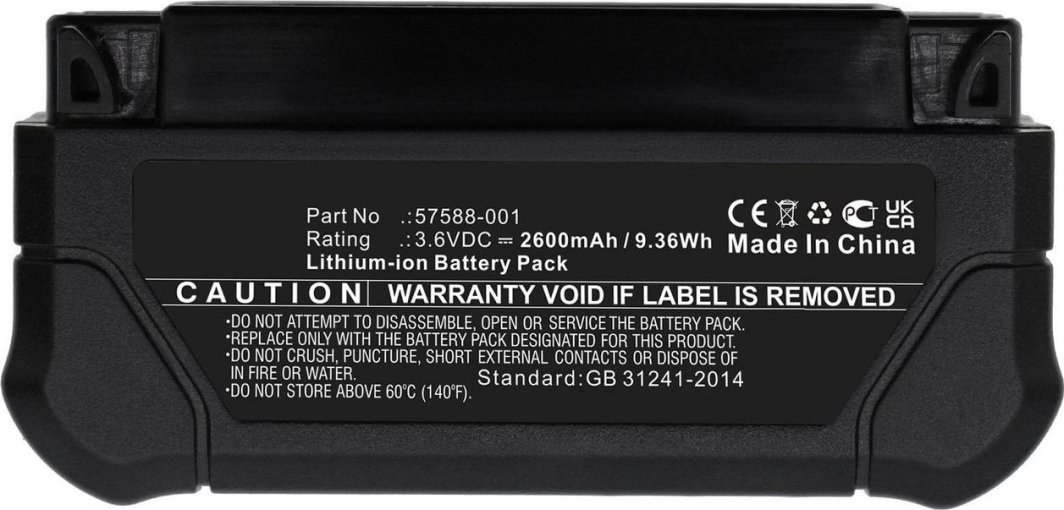 Part No .:57588-001
Rating .:3.6VDC ⎓ 2600mAh / 9.36Wh
Lithium-ion Battery Pack
CE PCT UKCA
Made In China
CAUTION | WARRANTY VOID IF LABEL IS REMOVED
•DO NOT ATTEMPT TO DISASSEMBLE, OPEN OR SERVICE THE BATTERY PACK.
•REPLACE ONLY WITH THE BATTERY PACK DESIGNATED FOR THIS PRODUCT.
•DO NOT CRUSH, PUNCTURE, SHORT EXTERNAL CONTACTS OR DISPOSE OF
IN FIRE OR WATER.
•DO NOT STORE ABOVE 60°C (140°F).
Standard:GB 31241-2014